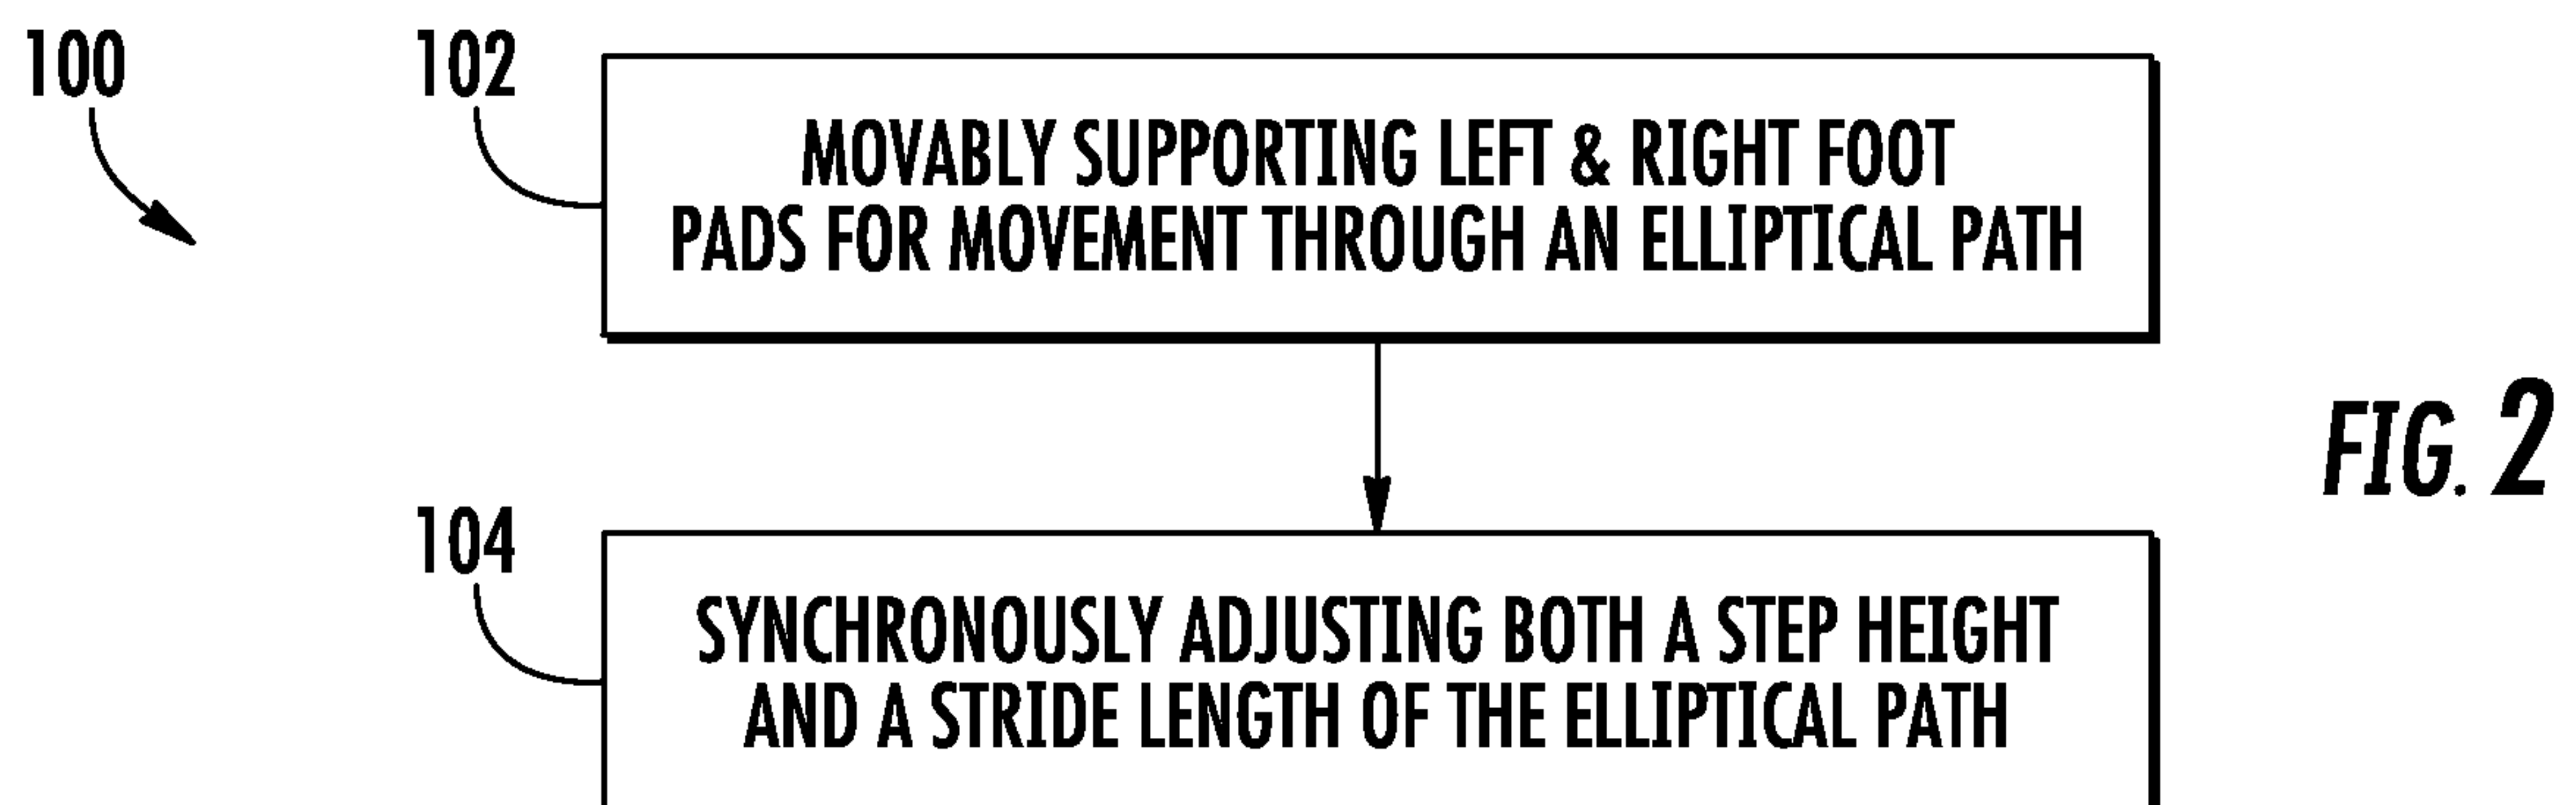 100
102
MOVABLY SUPPORTING LEFT & RIGHT FOOT
PADS FOR MOVEMENT THROUGH AN ELLIPTICAL PATH
FIG. 2
104
SYNCHRONOUSLY ADJUSTING BOTH A STEP HEIGHT
AND A STRIDE LENGTH OF THE ELLIPTICAL PATH